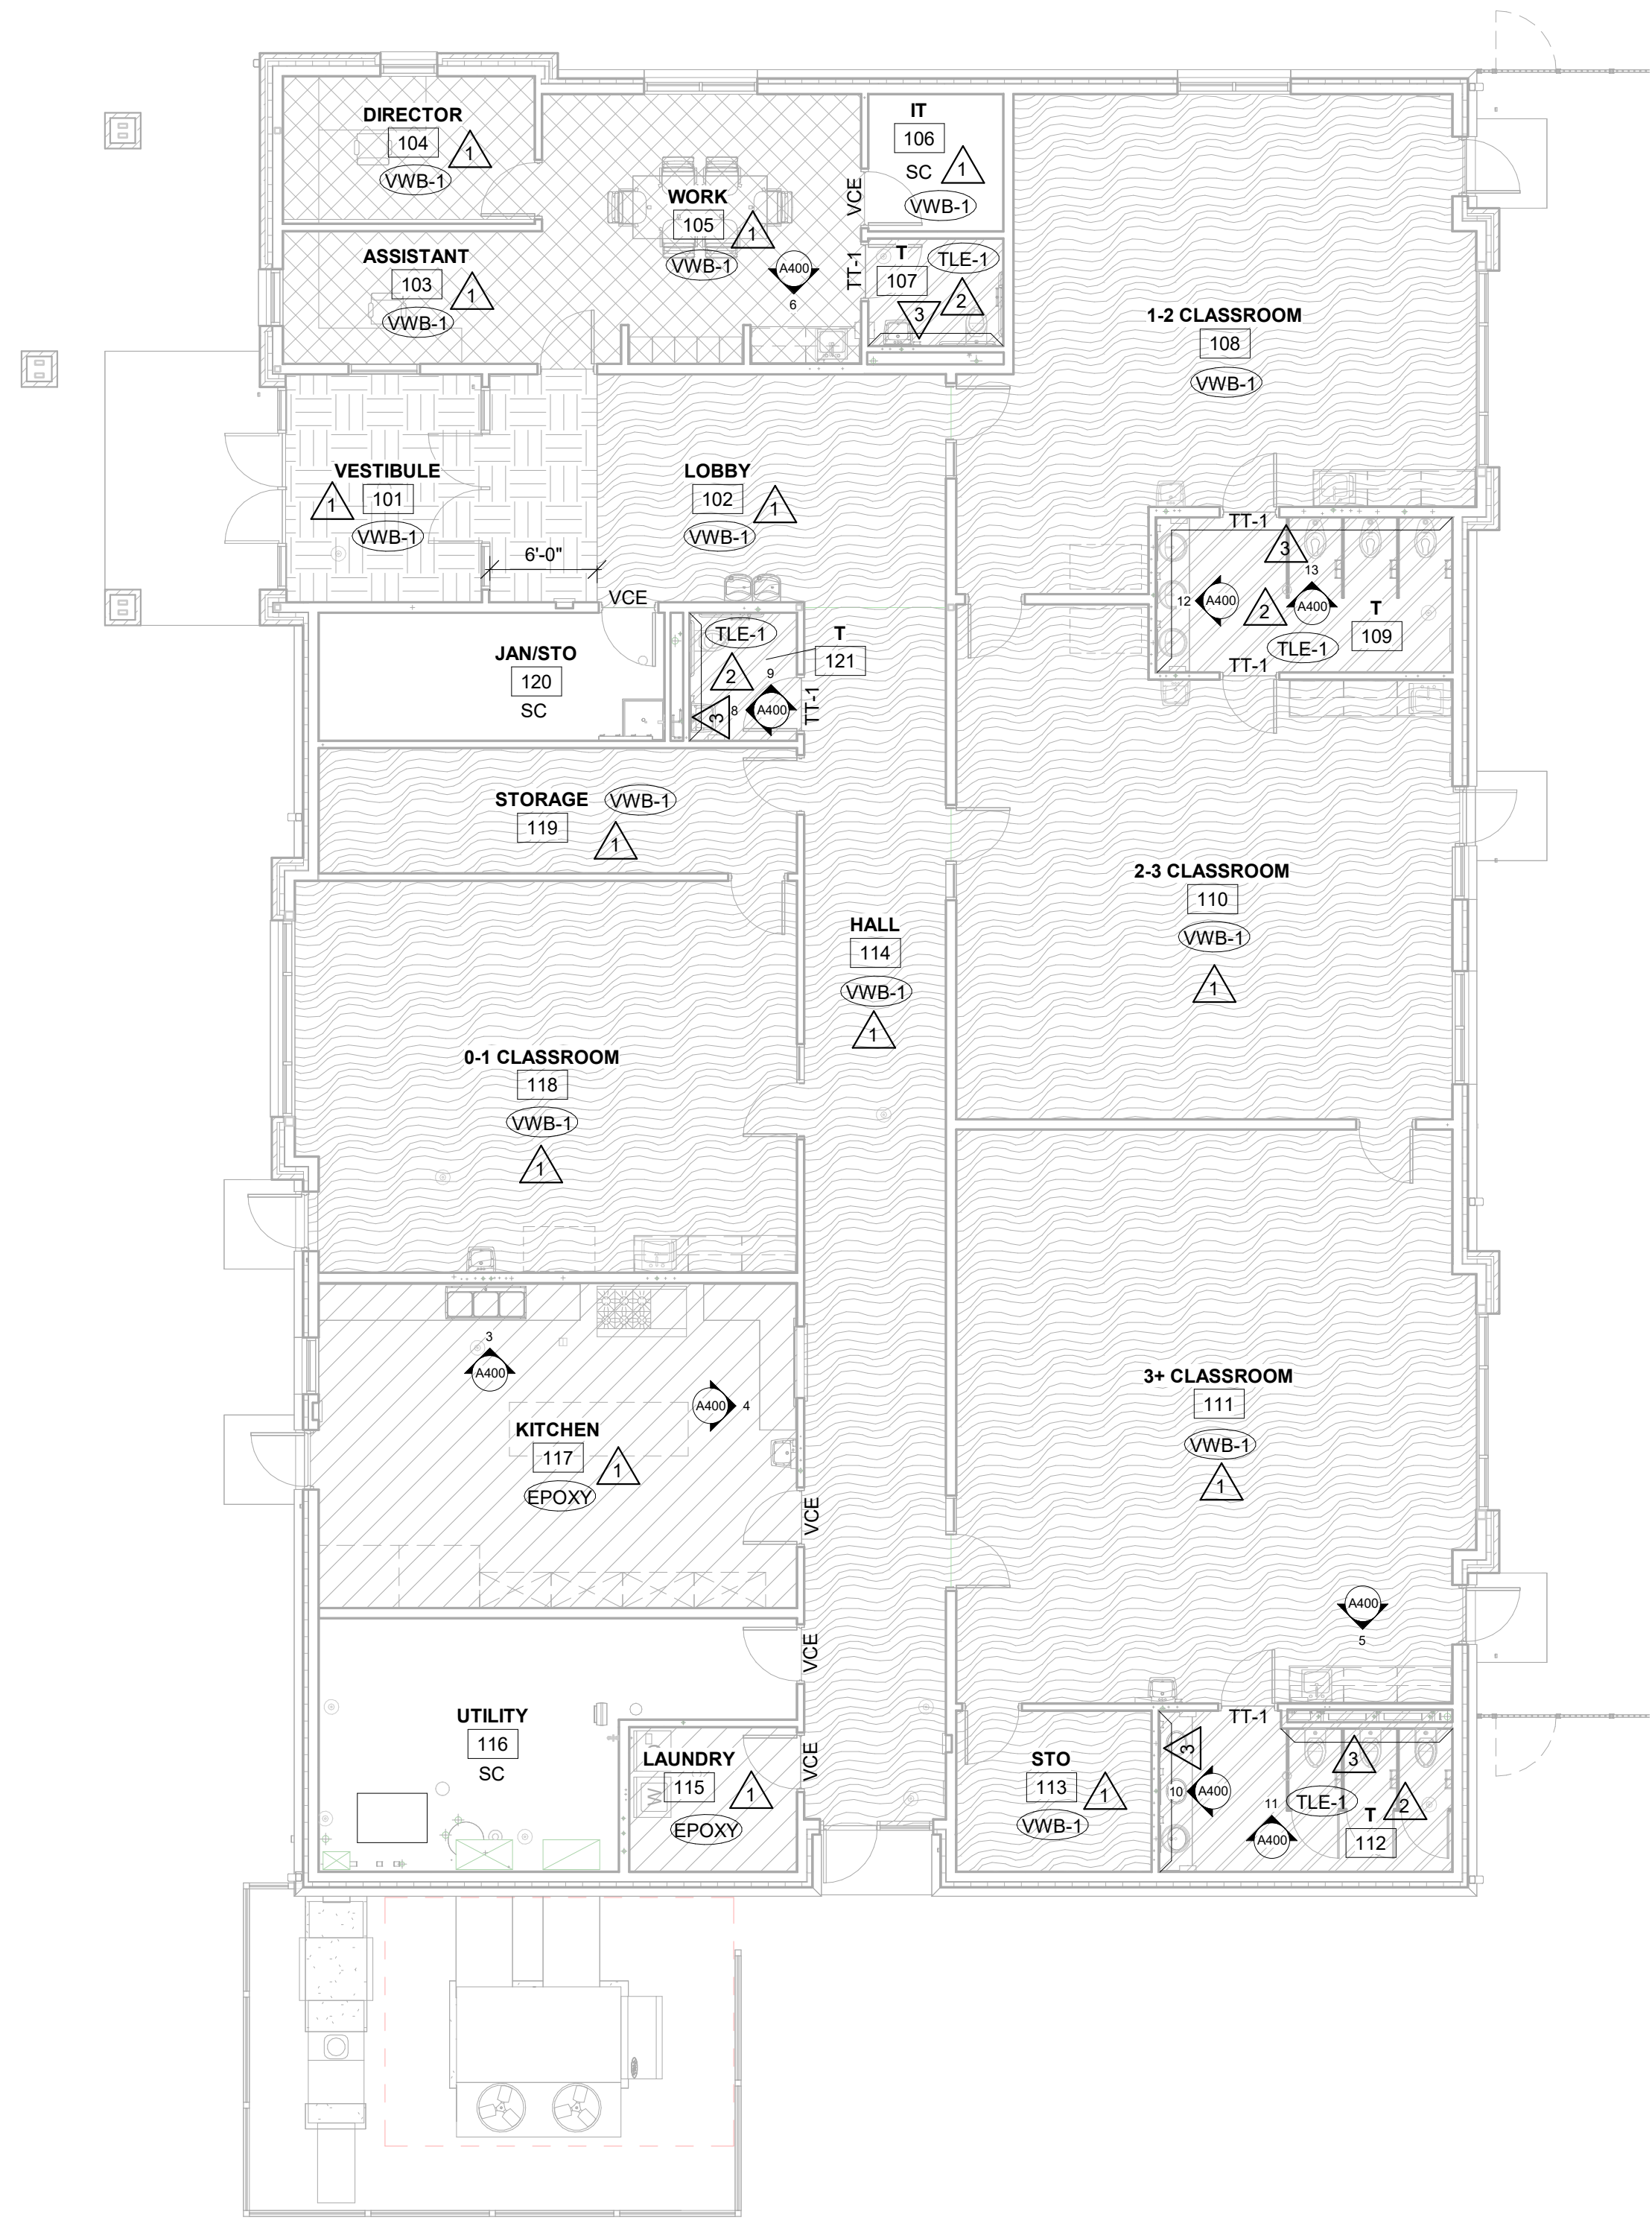 DIRECTOR
104
1
VWB-1
ASSISTANT
103
1
VWB-1
WORK
105
1
VWB-1
A400
6
IT
106
SC
1
VWB-1
VCE
T
107
TLE-1
3
2
TT-1
1-2 CLASSROOM
108
VWB-1
VESTIBULE
101
1
VWB-1
6'-0"
LOBBY
102
1
VWB-1
VCE
TT-1
3
13
12
A400
2
A400
T
109
TLE-1
TT-1
JAN/STO
120
SC
TLE-1
T
121
2
9
3
8
A400
TT-1
STORAGE
119
VWB-1
1
2-3 CLASSROOM
110
VWB-1
1
HALL
114
VWB-1
1
0-1 CLASSROOM
118
VWB-1
1
3
A400
A400
4
KITCHEN
117
1
EPOXY
VCE
3+ CLASSROOM
111
VWB-1
1
A400
5
UTILITY
116
SC
VCE
LAUNDRY
115
W
1
EPOXY
VCE
STO
113
1
VWB-1
TT-1
3
3
10
A400
TLE-1
2
11
A400
T
112